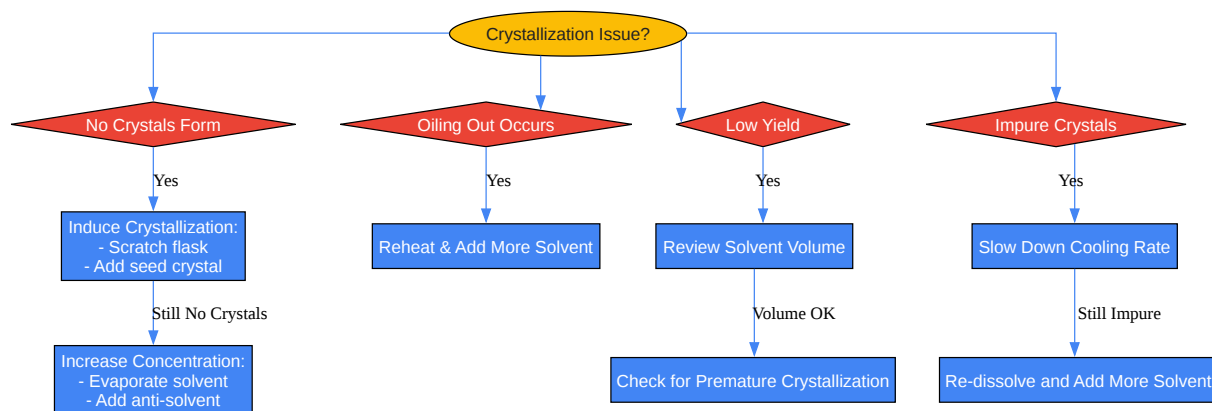 Crystallization Issue?
No Crystals Form
Oiling Out Occurs
Low Yield
Impure Crystals
Yes
Yes
Yes
Yes
Induce Crystallization:
- Scratch flask
- Add seed crystal
Reheat & Add More Solvent
Review Solvent Volume
Slow Down Cooling Rate
Still No Crystals
Volume OK
Still Impure
Increase Concentration:
- Evaporate solvent
- Add anti-solvent
Check for Premature Crystallization
Re-dissolve and Add More Solvent